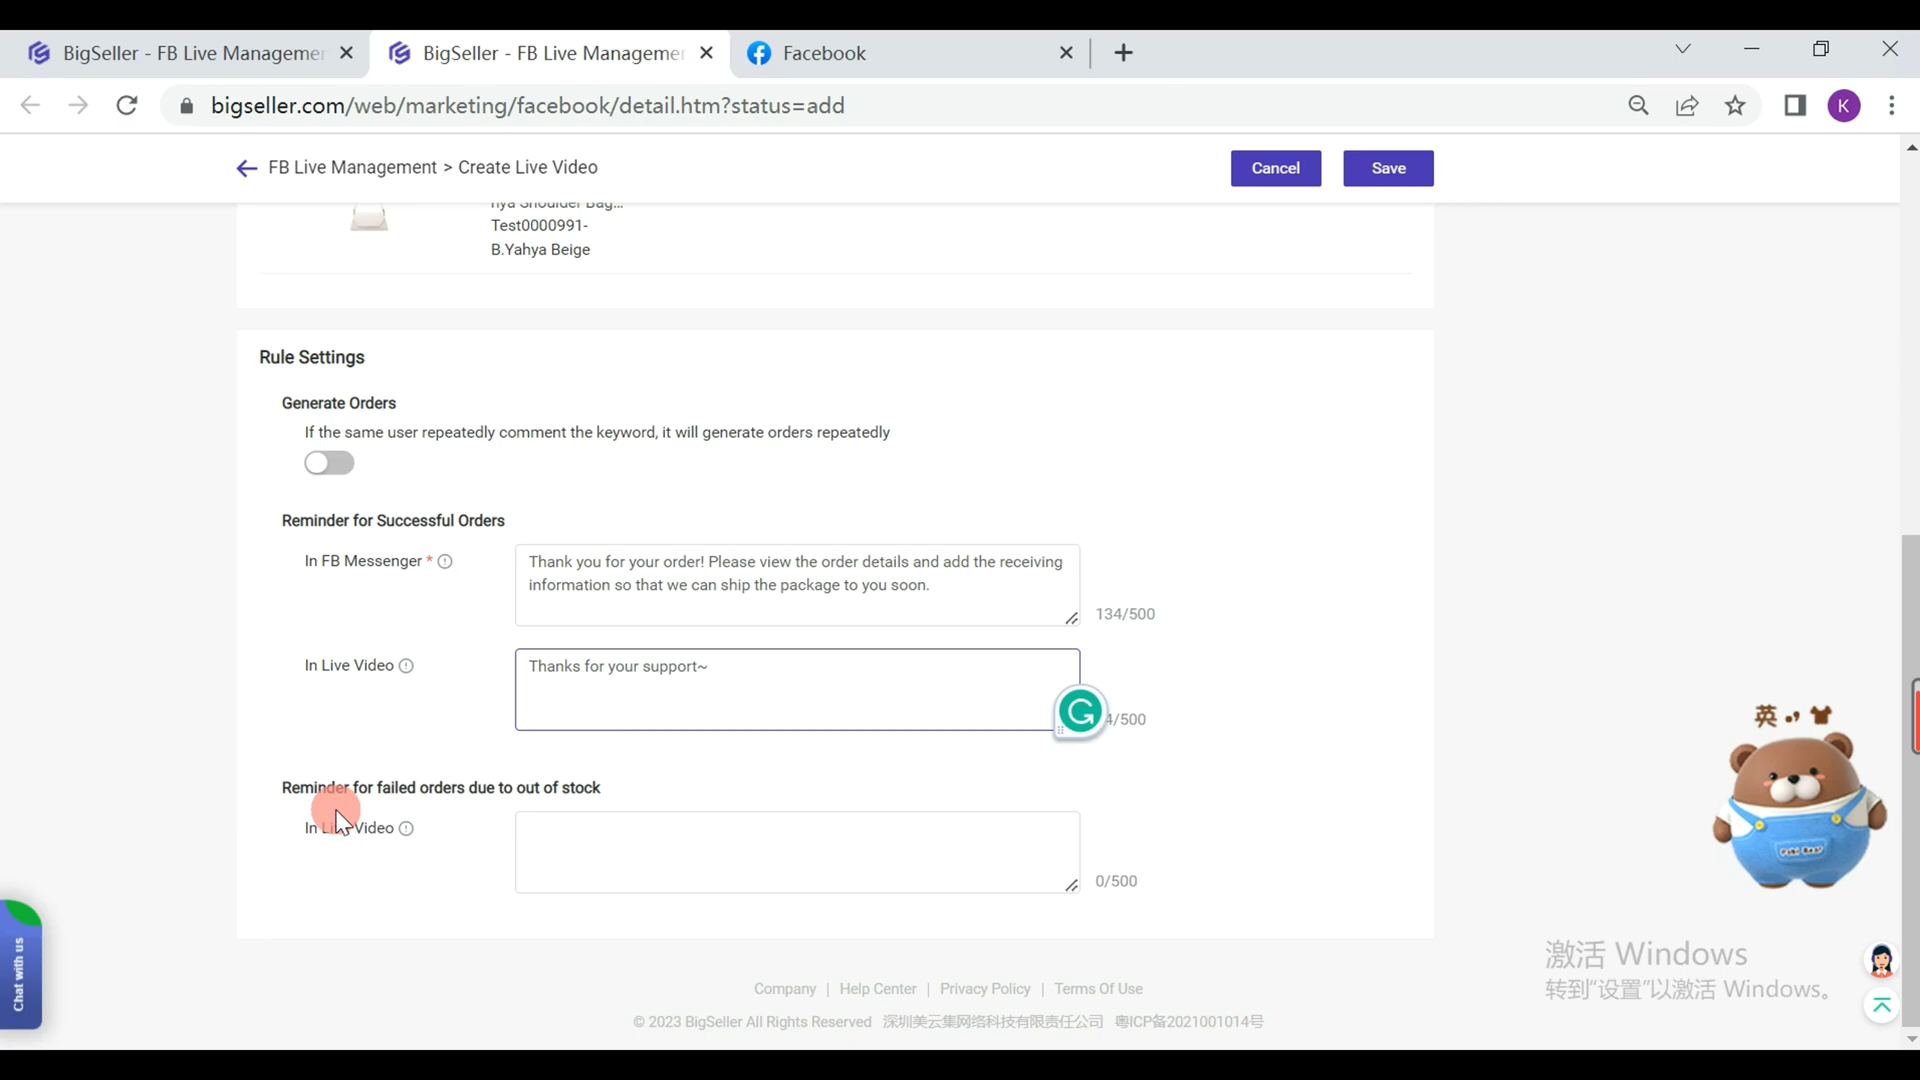 BigSeller - FB Live Managemer
BigSeller - FB Live Managemer
Facebook
bigseller.com/web/marketing/facebook/detail.htm?status=add
K
FB Live Management > Create Live Video
Cancel
Save
nya Shoulder Bag...
Test0000991-
B.Yahya Beige
Rule Settings
Generate Orders
If the same user repeatedly comment the keyword, it will generate orders repeatedly
Reminder for Successful Orders
In FB Messenger *
Thank you for your order! Please view the order details and add the receiving
information so that we can ship the package to you soon.
134/500
In Live Video
Thanks for your support~
4/500
英 ·,
Reminder for failed orders due to out of stock
In Live Video
0/500
Chat with us
激活 Windows
转到“设置”以激活 Windows。
Company | Help Center | Privacy Policy | Terms Of Use
© 2023 BigSeller All Rights Reserved 深圳美云集网络科技有限责任公司 粤ICP备2021001014号